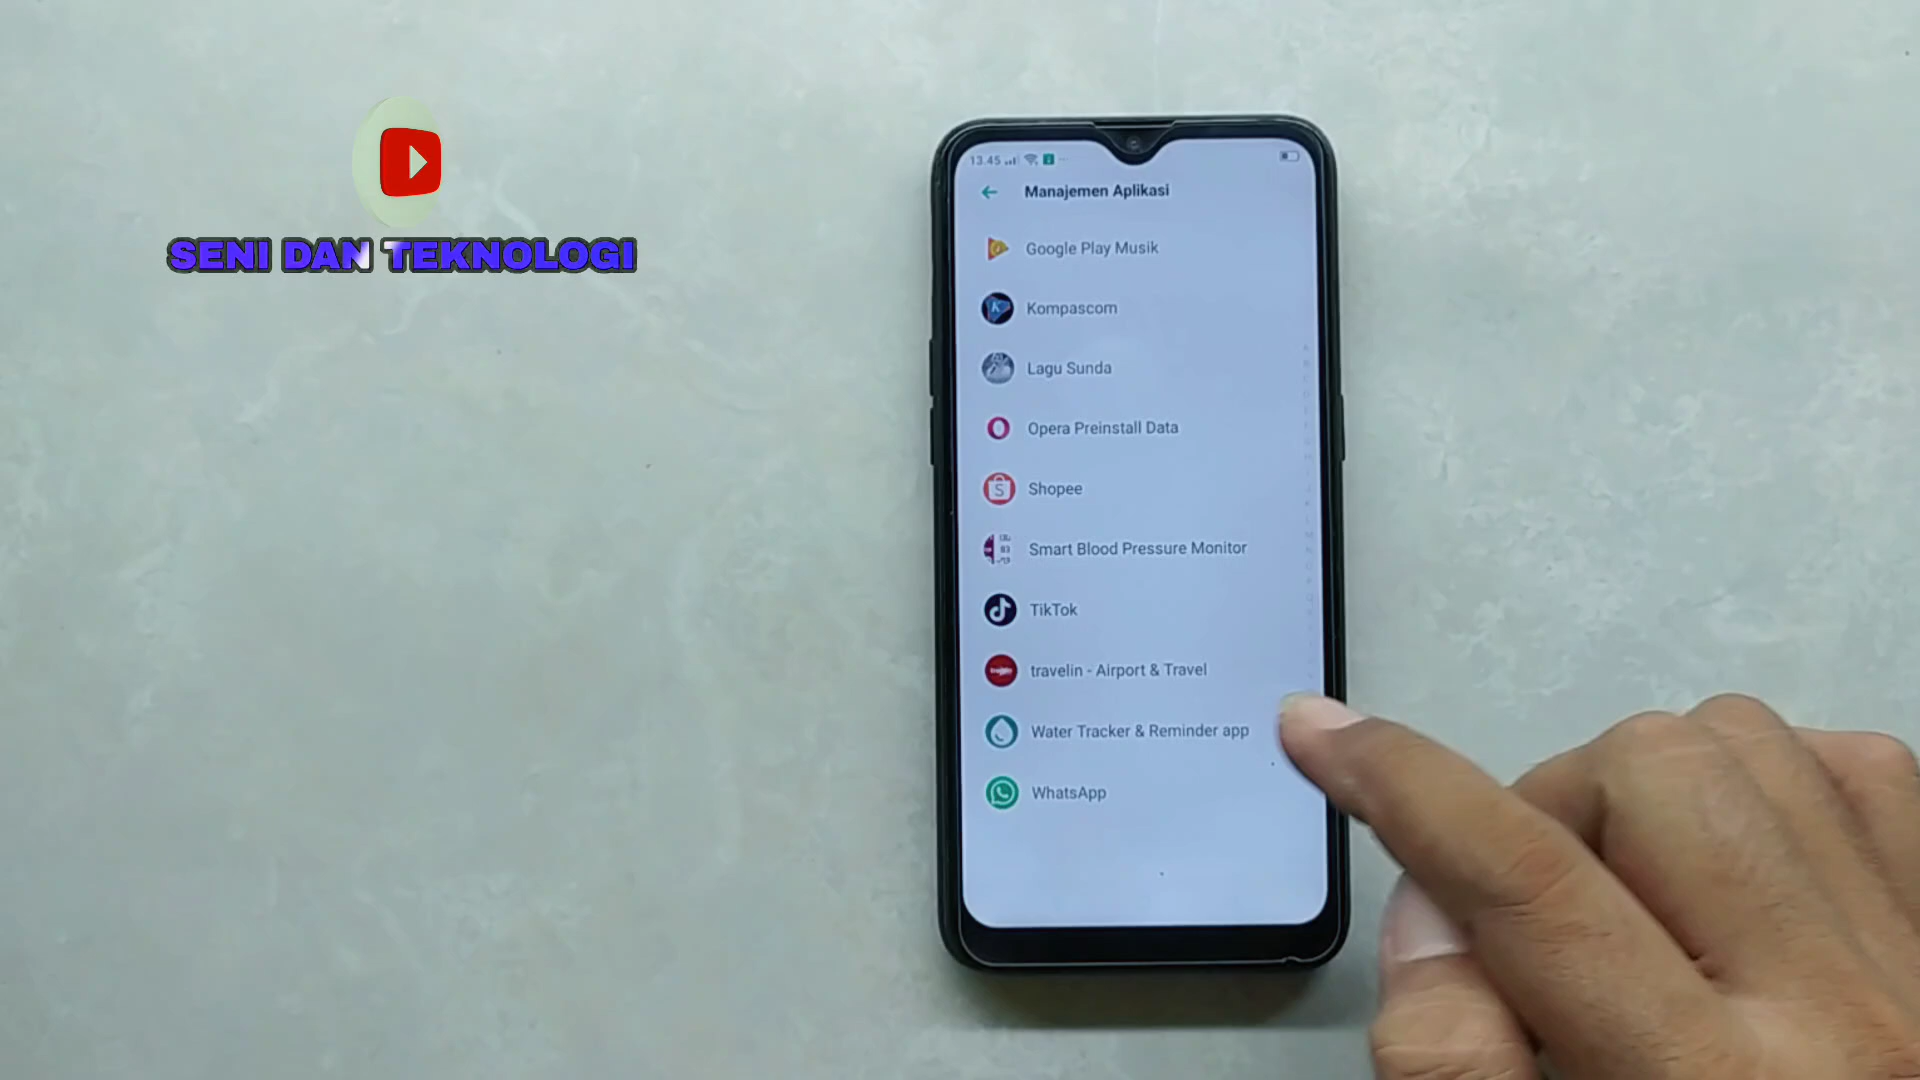 SENI DAN TEKNOLOGI
13.45
Manajemen Aplikasi
Google Play Musik
Kompascom
Lagu Sunda
Opera Preinstall Data
Shopee
Smart Blood Pressure Monitor
TikTok
travelin - Airport & Travel
Water Tracker & Reminder app
WhatsApp